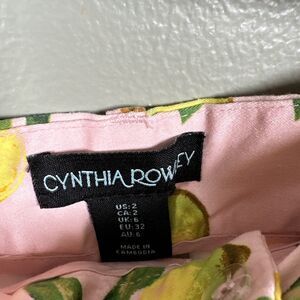 CYNTHIA ROWLEY
US:2
CA:2
UK:6
EU:32
AU:6
MADE IN
CAMBODIA